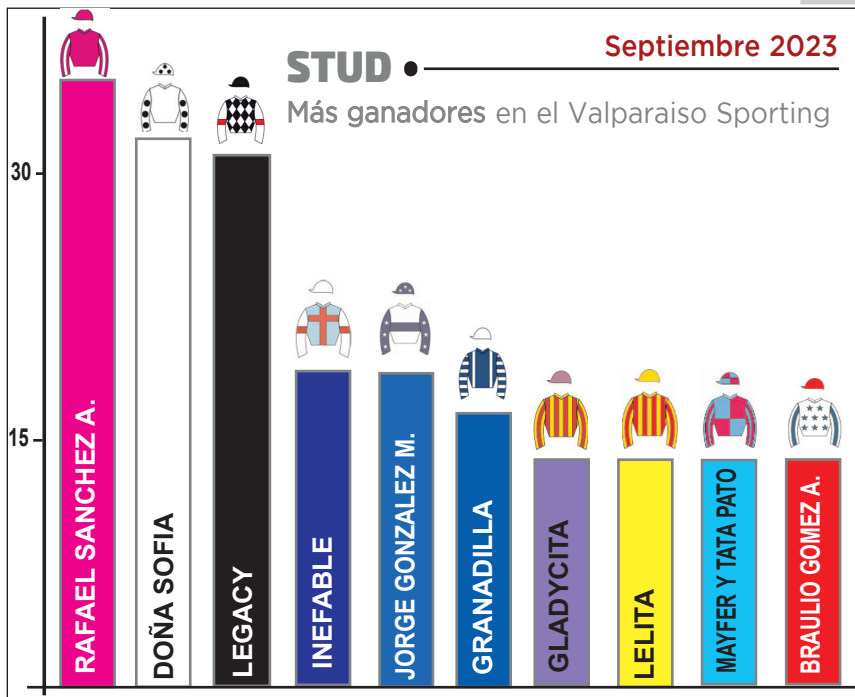 Septiembre 2023
STUD
Más ganadores en el Valparaiso Sporting
30
15
RAFAEL SANCHEZ A.
DOÑA SOFIA
LEGACY
INEFABLE
JORGE GONZALEZ M.
GRANADILLA
GLADYCITA
LELITA
MAYFER Y TATA PATO
BRAULIO GOMEZ A.